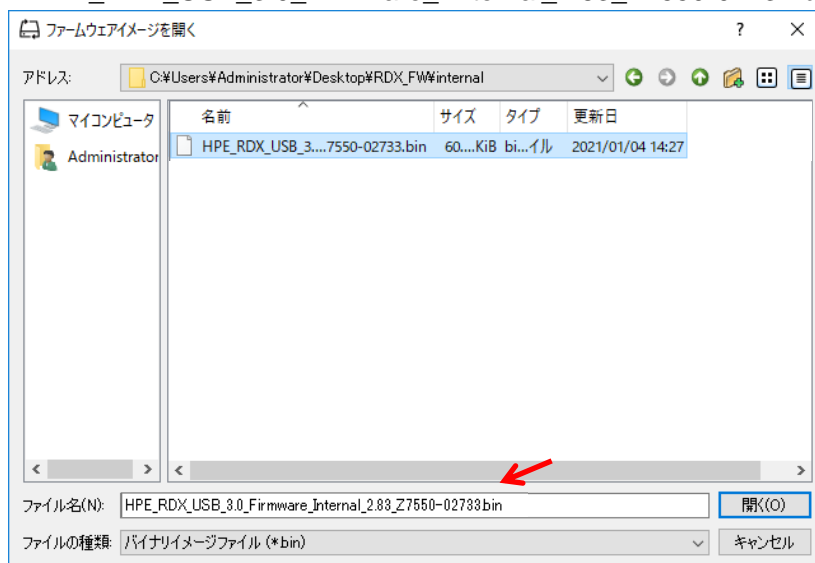 ファームウェアイメージを開く
アドレス: C:¥Users¥Administrator¥Desktop¥RDX_FW¥internal
マイコンピュータ
Administrator
名前 サイズ タイプ 更新日
HPE_RDX_USB_3....7550-02733.bin 60....KiB bi...イル 2021/01/04 14:27
ファイル名(N): HPE_RDX_USB_3.0_Firmware_Internal_2.83_Z7550-02733.bin 開く(O)
ファイルの種類: バイナリイメージファイル (*.bin) キャンセル